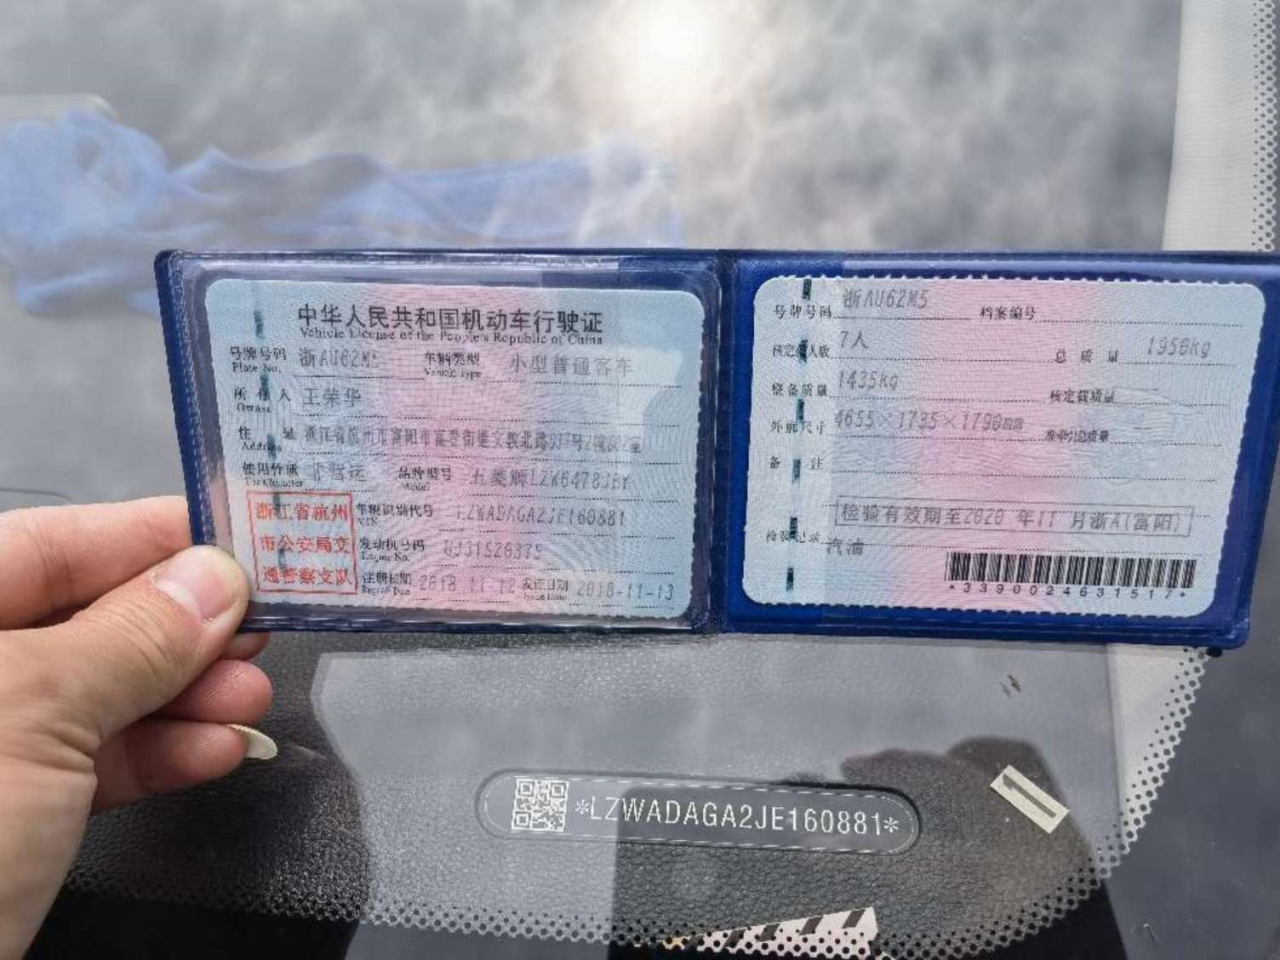 中华人民共和国机动车行驶证
Vehicle License of the People's Republic of China
号牌号码 浙AU62M5 车辆类型 小型普通客车
Plate No. Vehicle Type
所有人 王荣华
Owner
住址
Address
使用性质 非营运 品牌型号 五菱牌LZW6478JBY
Use Character Model
浙江省杭州
市公安局交
通警察支队
车辆识别代号 LZWADAGA2JE160881
VIN
发动机号码
Engine No.
注册日期 2018-11-12 发证日期 2018-11-13
Register Date Issue Date
号牌号码 浙AU62M5 档案编号
核定载人数 7人 总质量 1950kg
整备质量 1435kg 核定载质量
外廓尺寸 4655×1735×1790mm 准牵引总质量
备注
检验有效期至2020 年11 月浙A(富阳)
检验记录 汽油
*3390024631517*
*LZWADAGA2JE160881*
1